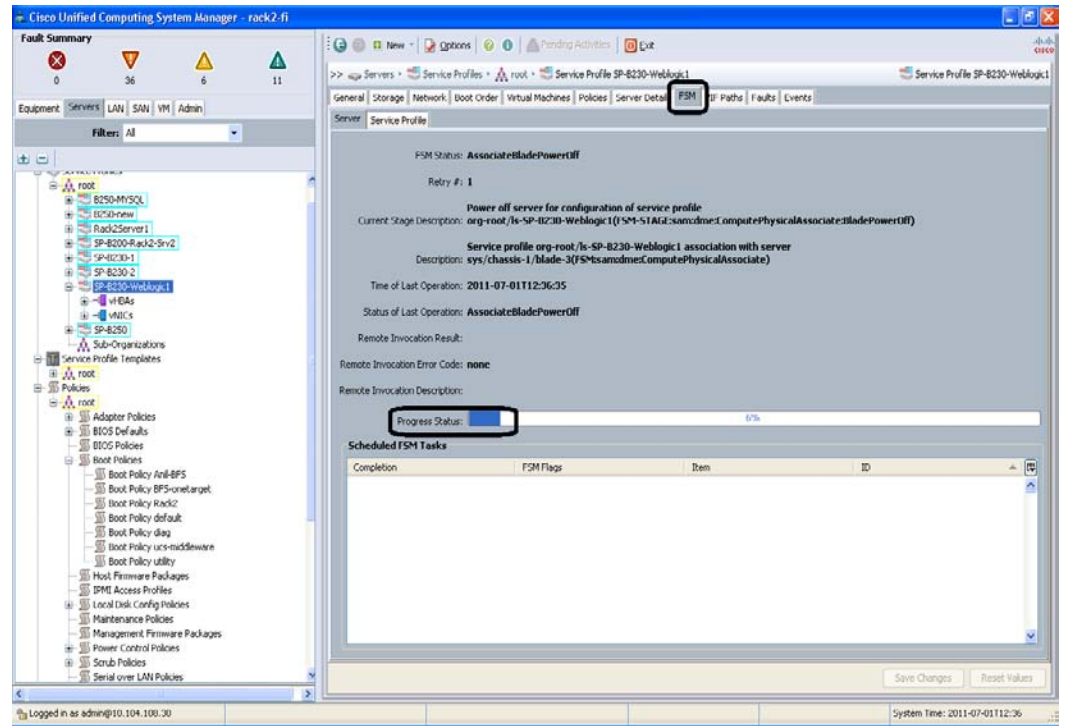 Cisco Unified Computing System Manager - rack2-fi
Fault Summary
0 36 6 11
New Options Pending Activities Exit
cisco
>> Servers Service Profiles root Service Profile SP-B230-Weblogic1
Service Profile SP-B230-Weblogic1
Equipment Servers LAN SAN VM Admin
General Storage Network Boot Order Virtual Machines Policies Server Detail FSM VIF Paths Faults Events
Server Service Profile
Filter: All
Service Profiles
root
B250-MYSQL
B250-new
Rack2Server1
SP-B200-Rack2-Srv2
SP-B230-1
SP-B230-2
SP-B230-Weblogic1
vHBAs
vNICs
SP-B250
Sub-Organizations
Service Profile Templates
root
Policies
root
Adapter Policies
BIOS Defaults
BIOS Policies
Boot Policies
Boot Policy Anil-BFS
Boot Policy BFS-onetarget
Boot Policy Rack2
Boot Policy default
Boot Policy diag
Boot Policy ucs-middleware
Boot Policy utility
Host Firmware Packages
IPMI Access Profiles
Local Disk Config Policies
Maintenance Policies
Management Firmware Packages
Power Control Policies
Scrub Policies
Serial over LAN Policies
FSM Status: AssociateBladePowerOff
Retry #: 1
Power off server for configuration of service profile
Current Stage Description: org-root/ls-SP-B230-Weblogic1(FSM-STAGE:sam:dme:ComputePhysicalAssociate:BladePowerOff)
Service profile org-root/ls-SP-B230-Weblogic1 association with server
Description: sys/chassis-1/blade-3(FSM:sam:dme:ComputePhysicalAssociate)
Time of Last Operation: 2011-07-01T12:36:35
Status of Last Operation: AssociateBladePowerOff
Remote Invocation Result:
Remote Invocation Error Code: none
Remote Invocation Description:
Progress Status: 6%
Scheduled FSM Tasks
Completion FSM Flags Item ID
Save Changes Reset Values
Logged in as admin@10.104.108.30
System Time: 2011-07-01T12:36